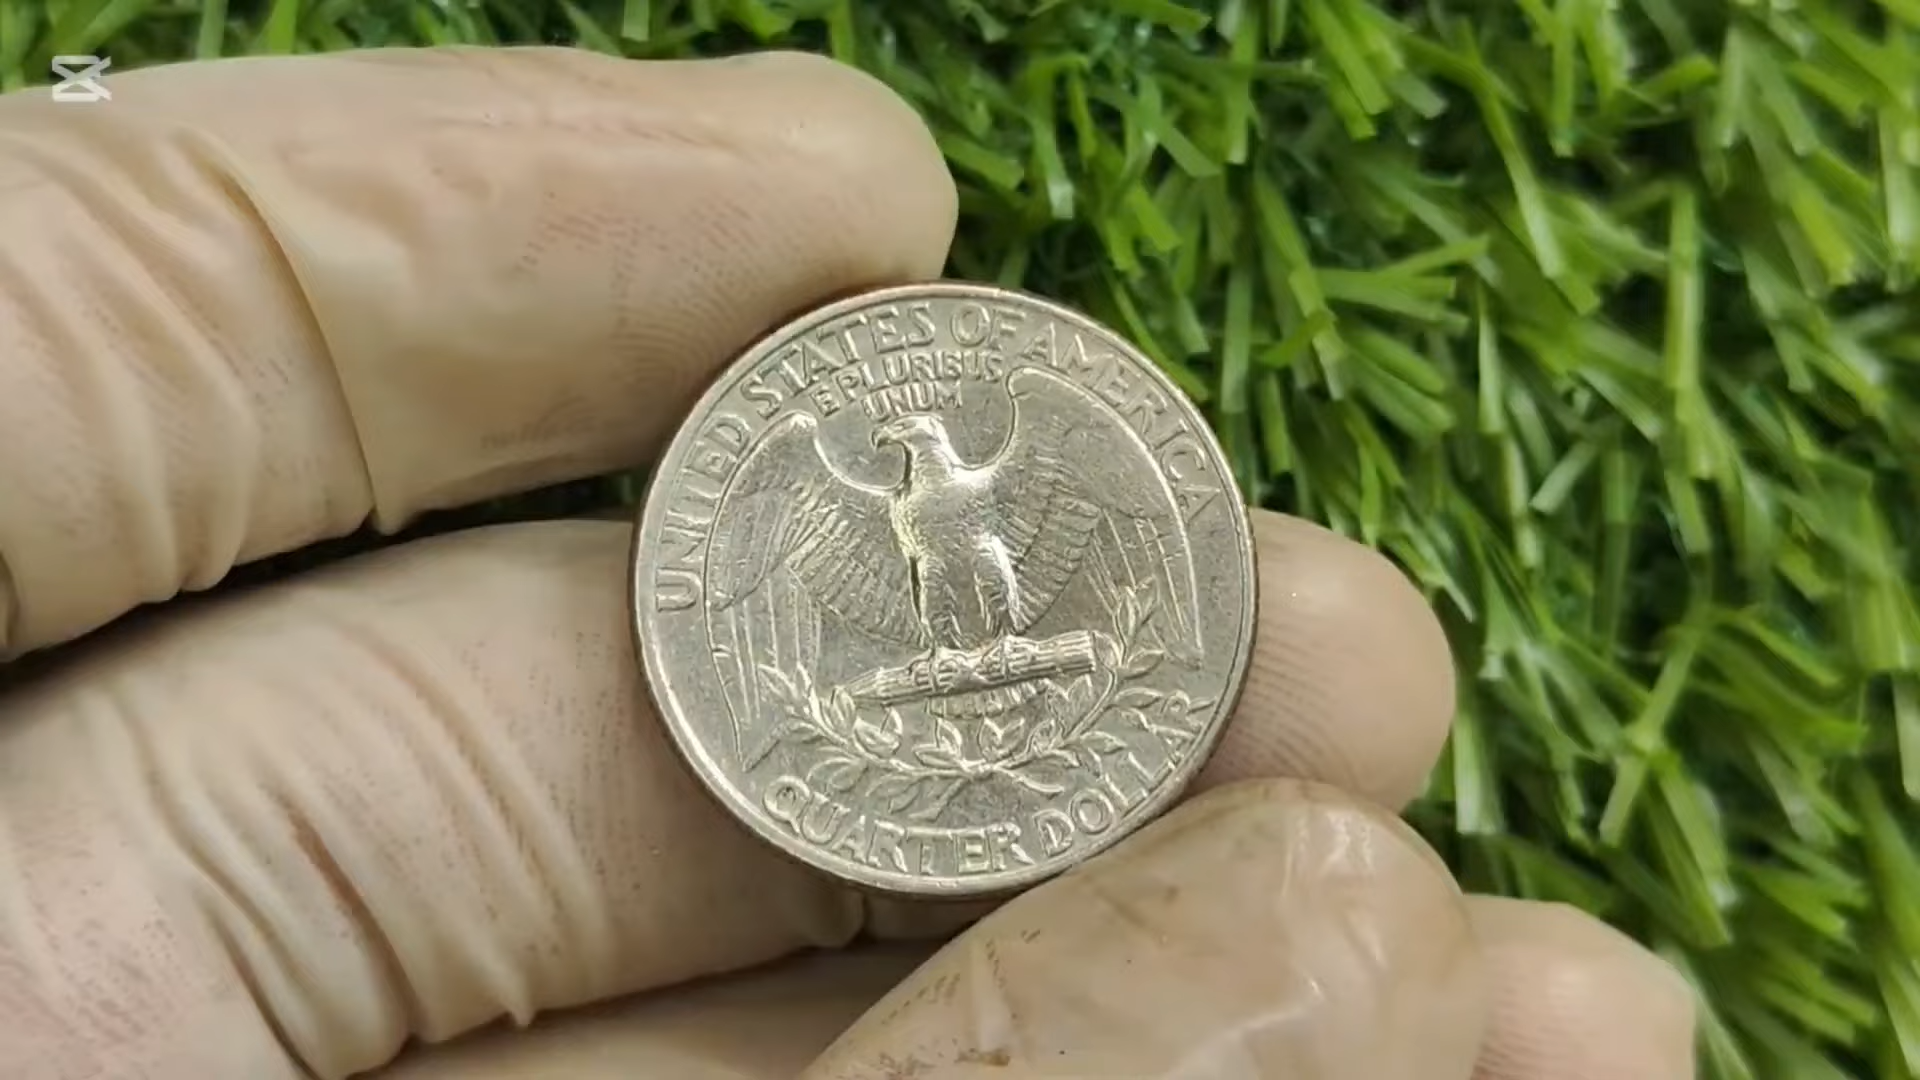 UNITED STATES OF AMERICA
E PLURIBUS
UNUM
QUARTER DOLLAR